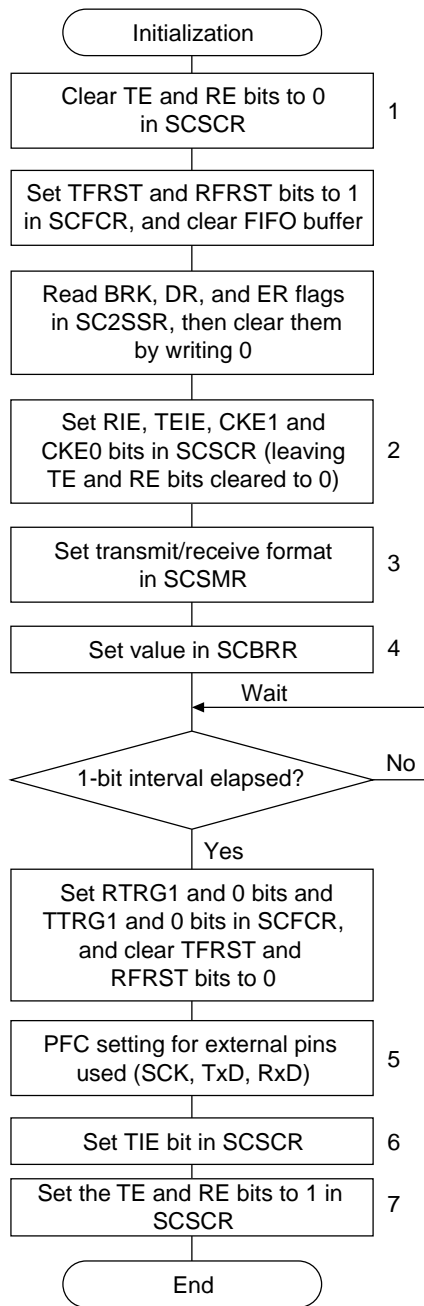 Initialization
Clear TE and RE bits to 0
in SCSCR
1
Set TFRST and RFRST bits to 1
in SCFCR, and clear FIFO buffer
Read BRK, DR, and ER flags
in SC2SSR, then clear them
by writing 0
Set RIE, TEIE, CKE1 and
CKE0 bits in SCSCR (leaving
TE and RE bits cleared to 0)
2
Set transmit/receive format
in SCSMR
3
Set value in SCBRR
4
Wait
1-bit interval elapsed?
No
Yes
Set RTRG1 and 0 bits and
TTRG1 and 0 bits in SCFCR,
and clear TFRST and
RFRST bits to 0
PFC setting for external pins
used (SCK, TxD, RxD)
5
Set TIE bit in SCSCR
6
Set the TE and RE bits to 1 in
SCSCR
7
End